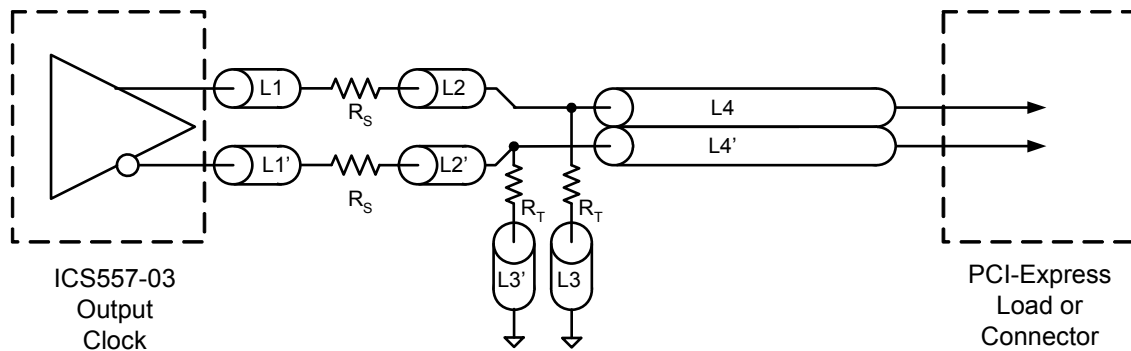 L1
R_S
L2
L4
L1’
R_S
L2’
L4’
R_T
R_T
L3’
L3
ICS557-03
Output
Clock
PCI-Express
Load or
Connector